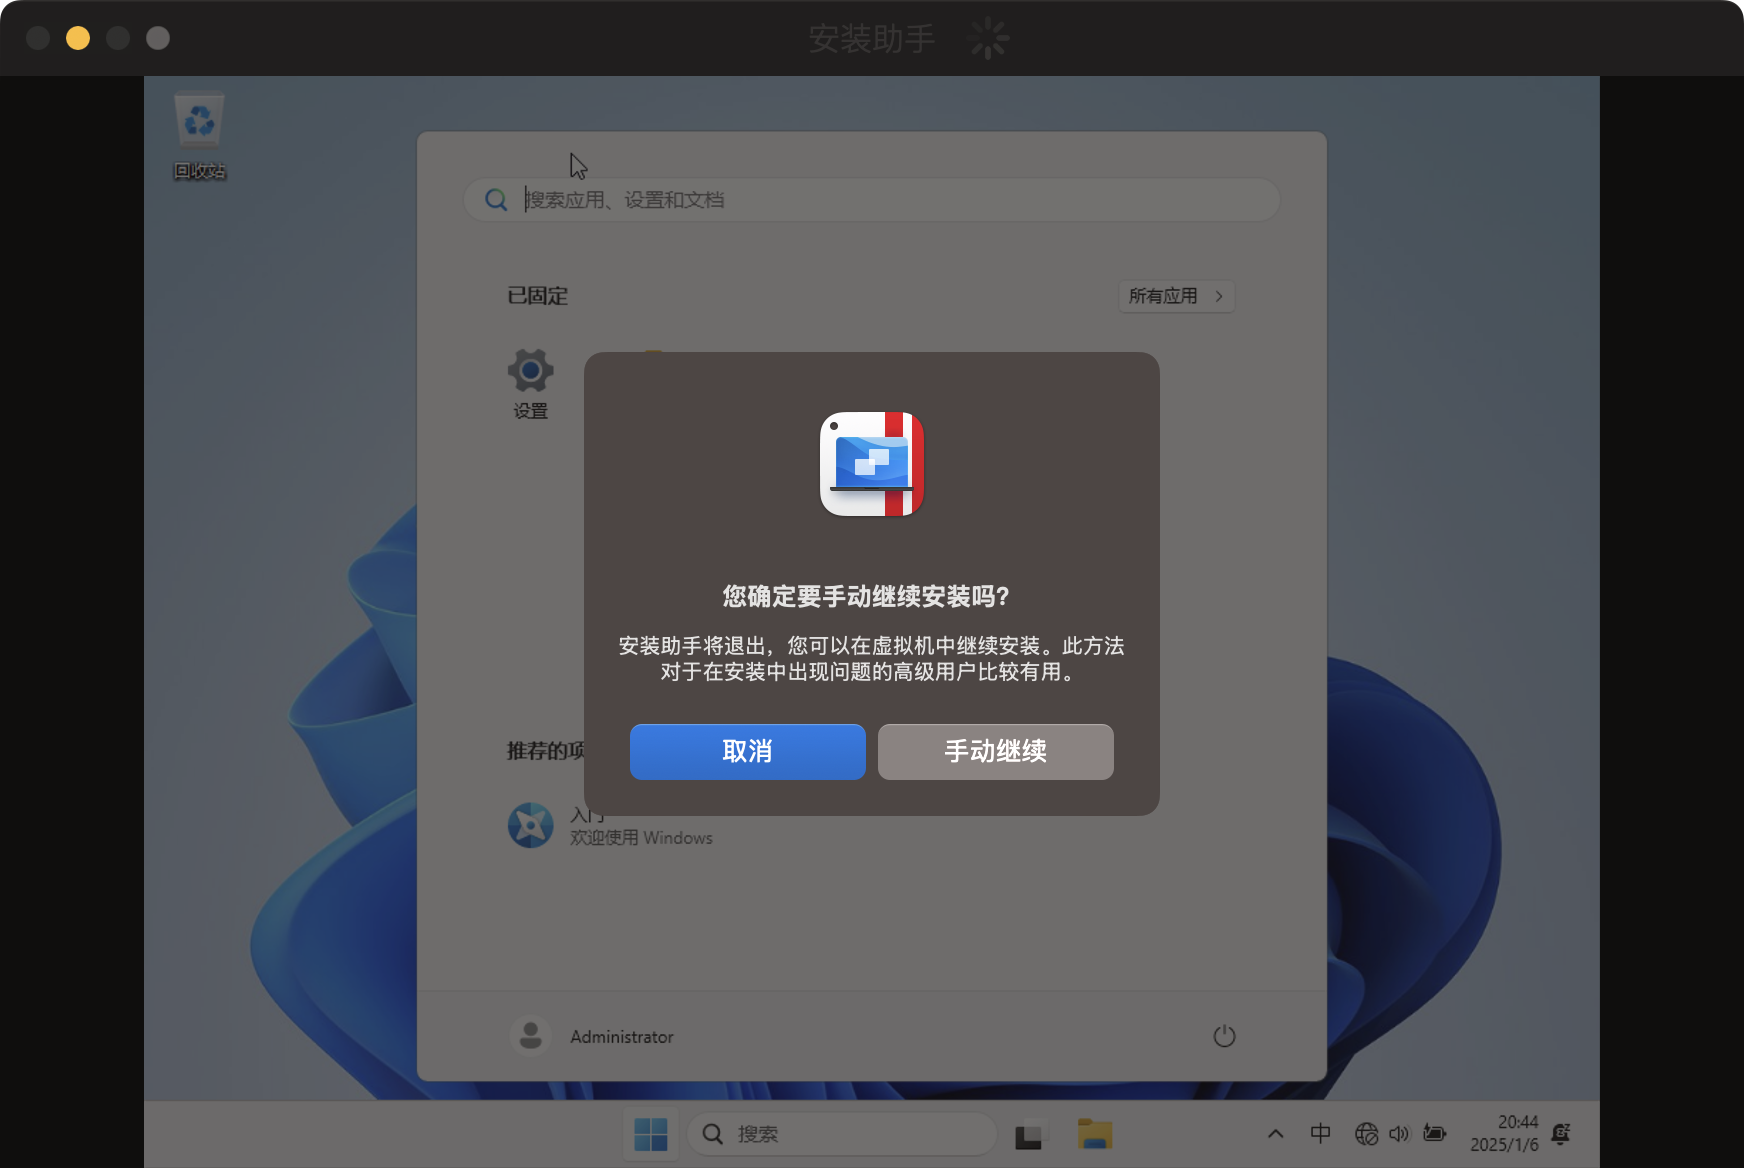 安装助手
回收站
搜索应用、设置和文档
已固定
所有应用
设置
您确定要手动继续安装吗?
安装助手将退出，您可以在虚拟机中继续安装。此方法
对于在安装中出现问题的高级用户比较有用。
取消
手动继续
推荐的项
入门
欢迎使用 Windows
Administrator
搜索
中
20:44
2025/1/6